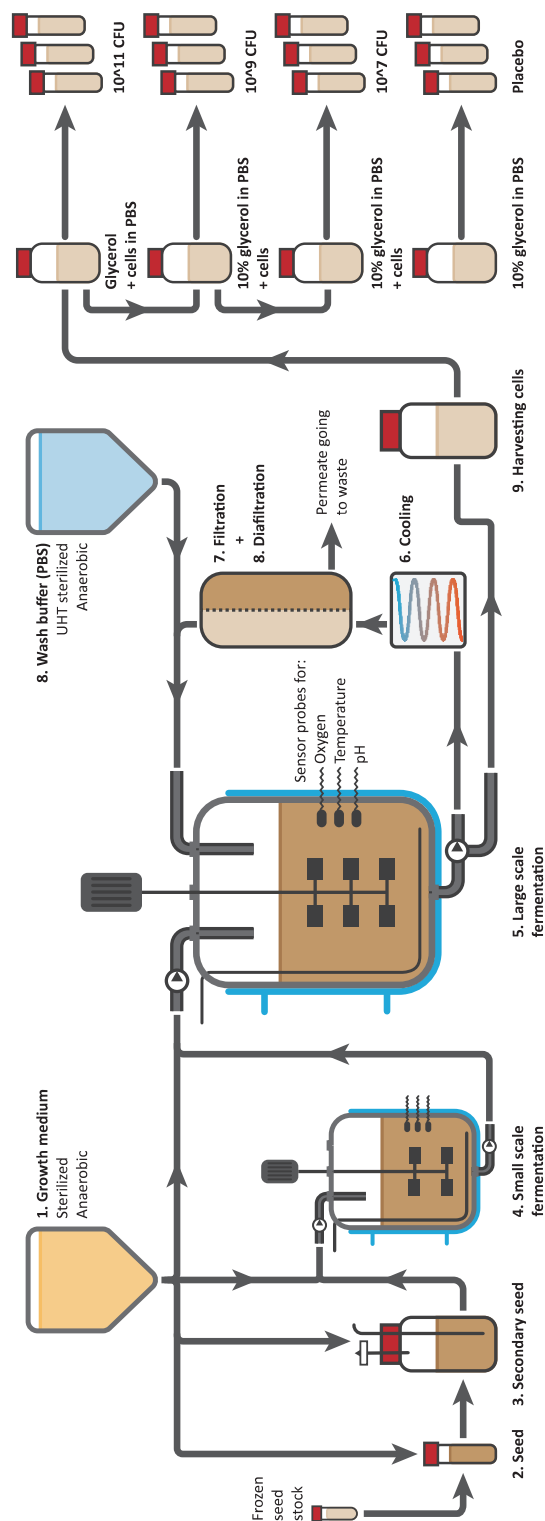 Frozen
seed
stock
2. Seed
3. Secondary seed
1. Growth medium
Sterilized
Anaerobic
4. Small scale
fermentation
5. Large scale
fermentation
Sensor probes for:
Oxygen
Temperature
pH
6. Cooling
7. Filtration
+
8. Diafiltration
Permeate going
to waste
8. Wash buffer (PBS)
UHT sterilized
Anaerobic
9. Harvesting cells
Glycerol
+ cells in PBS
10% glycerol in PBS
+ cells
10% glycerol in PBS
+ cells
10% glycerol in PBS
10^11 CFU
10^9 CFU
10^7 CFU
Placebo